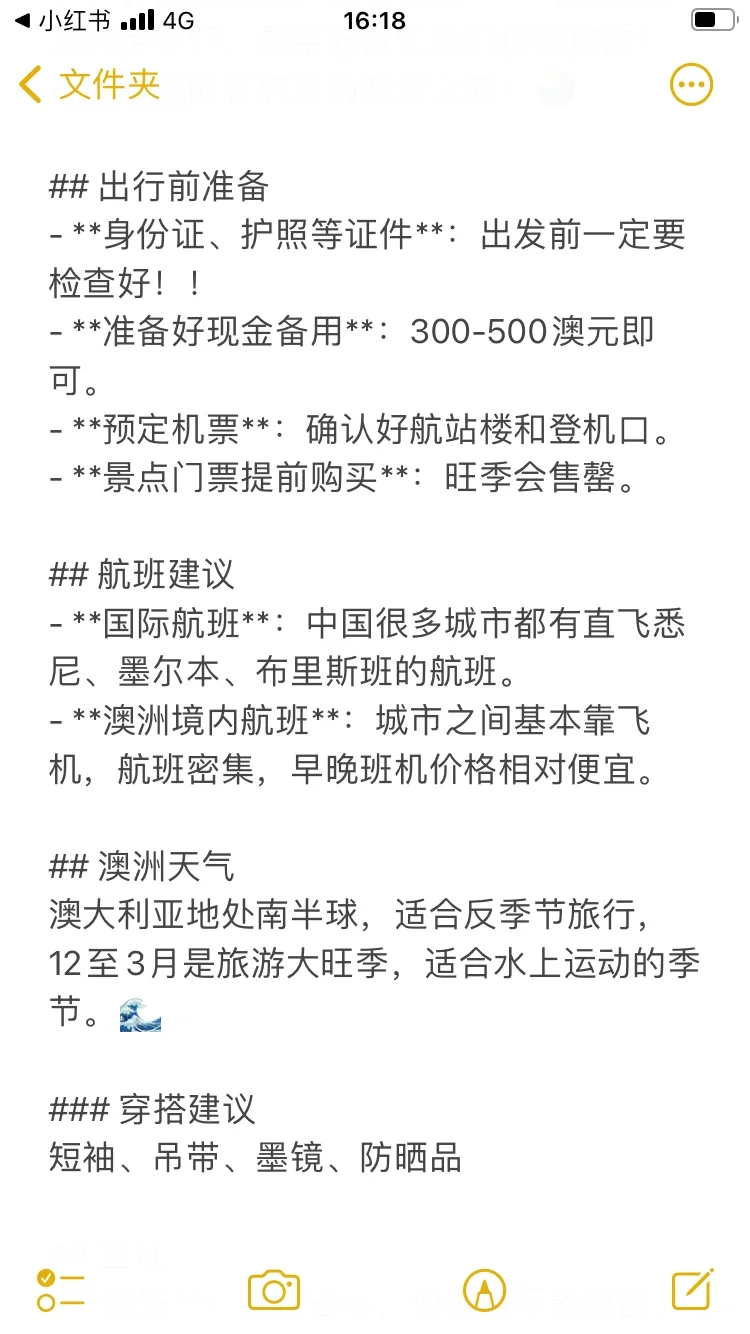 小红书 4G 16:18
文件夹
## 出行前准备
- **身份证、护照等证件**：出发前一定要
检查好！！
- **准备好现金备用**：300-500澳元即
可。
- **预定机票**：确认好航站楼和登机口。
- **景点门票提前购买**：旺季会售罄。
## 航班建议
- **国际航班**：中国很多城市都有直飞悉
尼、墨尔本、布里斯班的航班。
- **澳洲境内航班**：城市之间基本靠飞
机，航班密集，早晚班机价格相对便宜。
## 澳洲天气
澳大利亚地处南半球，适合反季节旅行，
12至3月是旅游大旺季，适合水上运动的季
节。🌊
### 穿搭建议
短袖、吊带、墨镜、防晒品